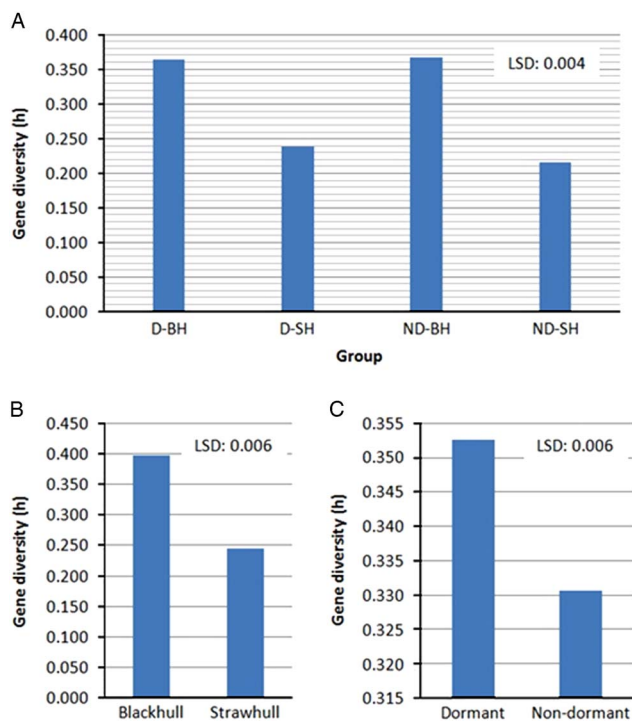 A
Gene diversity (h)
0.400
0.350
0.300
0.250
0.200
0.150
0.100
0.050
0.000
LSD: 0.004
D-BH D-SH ND-BH ND-SH
Group
B
Gene diversity (h)
0.450
0.400
0.350
0.300
0.250
0.200
0.150
0.100
0.050
0.000
LSD: 0.006
Blackhull Strawhull
C
Gene diversity (h)
0.355
0.350
0.345
0.340
0.335
0.330
0.325
0.320
0.315
LSD: 0.006
Dormant Non-dormant